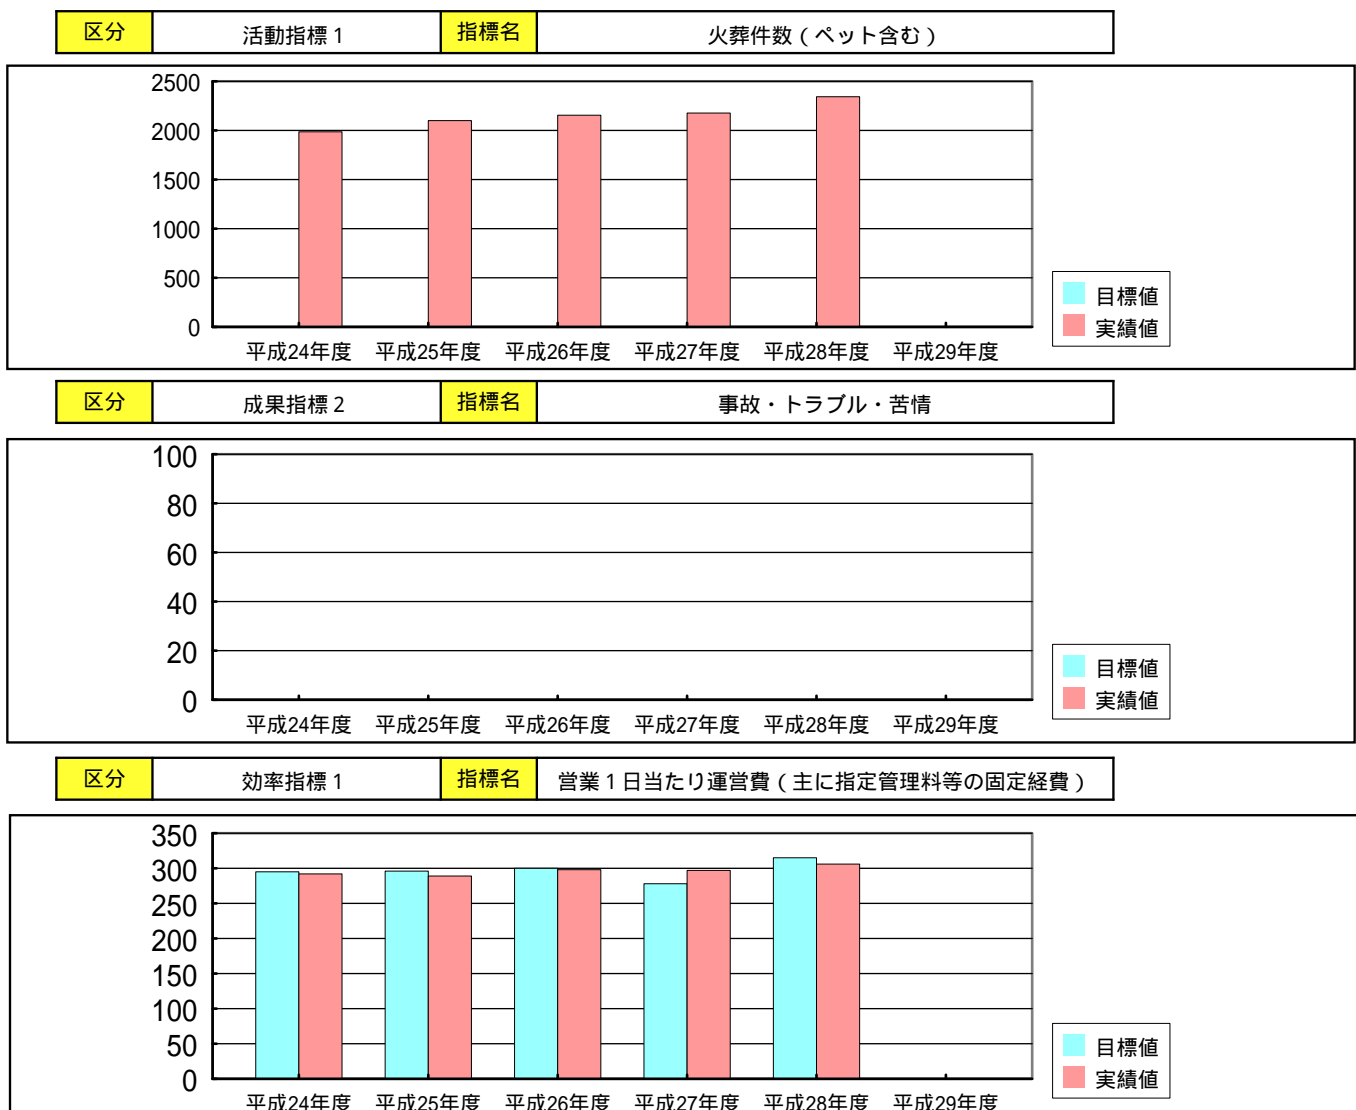 区分 活動指標1 指標名 火葬件数(ペット含む)
2500
2000
1500
1000
500
0
平成24年度 平成25年度 平成26年度 平成27年度 平成28年度 平成29年度
目標値
実績値
区分 成果指標2 指標名 事故・トラブル・苦情
100
80
60
40
20
0
平成24年度 平成25年度 平成26年度 平成27年度 平成28年度 平成29年度
目標値
実績値
区分 効率指標1 指標名 営業1日当たり運営費(主に指定管理料等の固定経費)
350
300
250
200
150
100
50
0
平成24年度 平成25年度 平成26年度 平成27年度 平成28年度 平成29年度
目標値
実績値